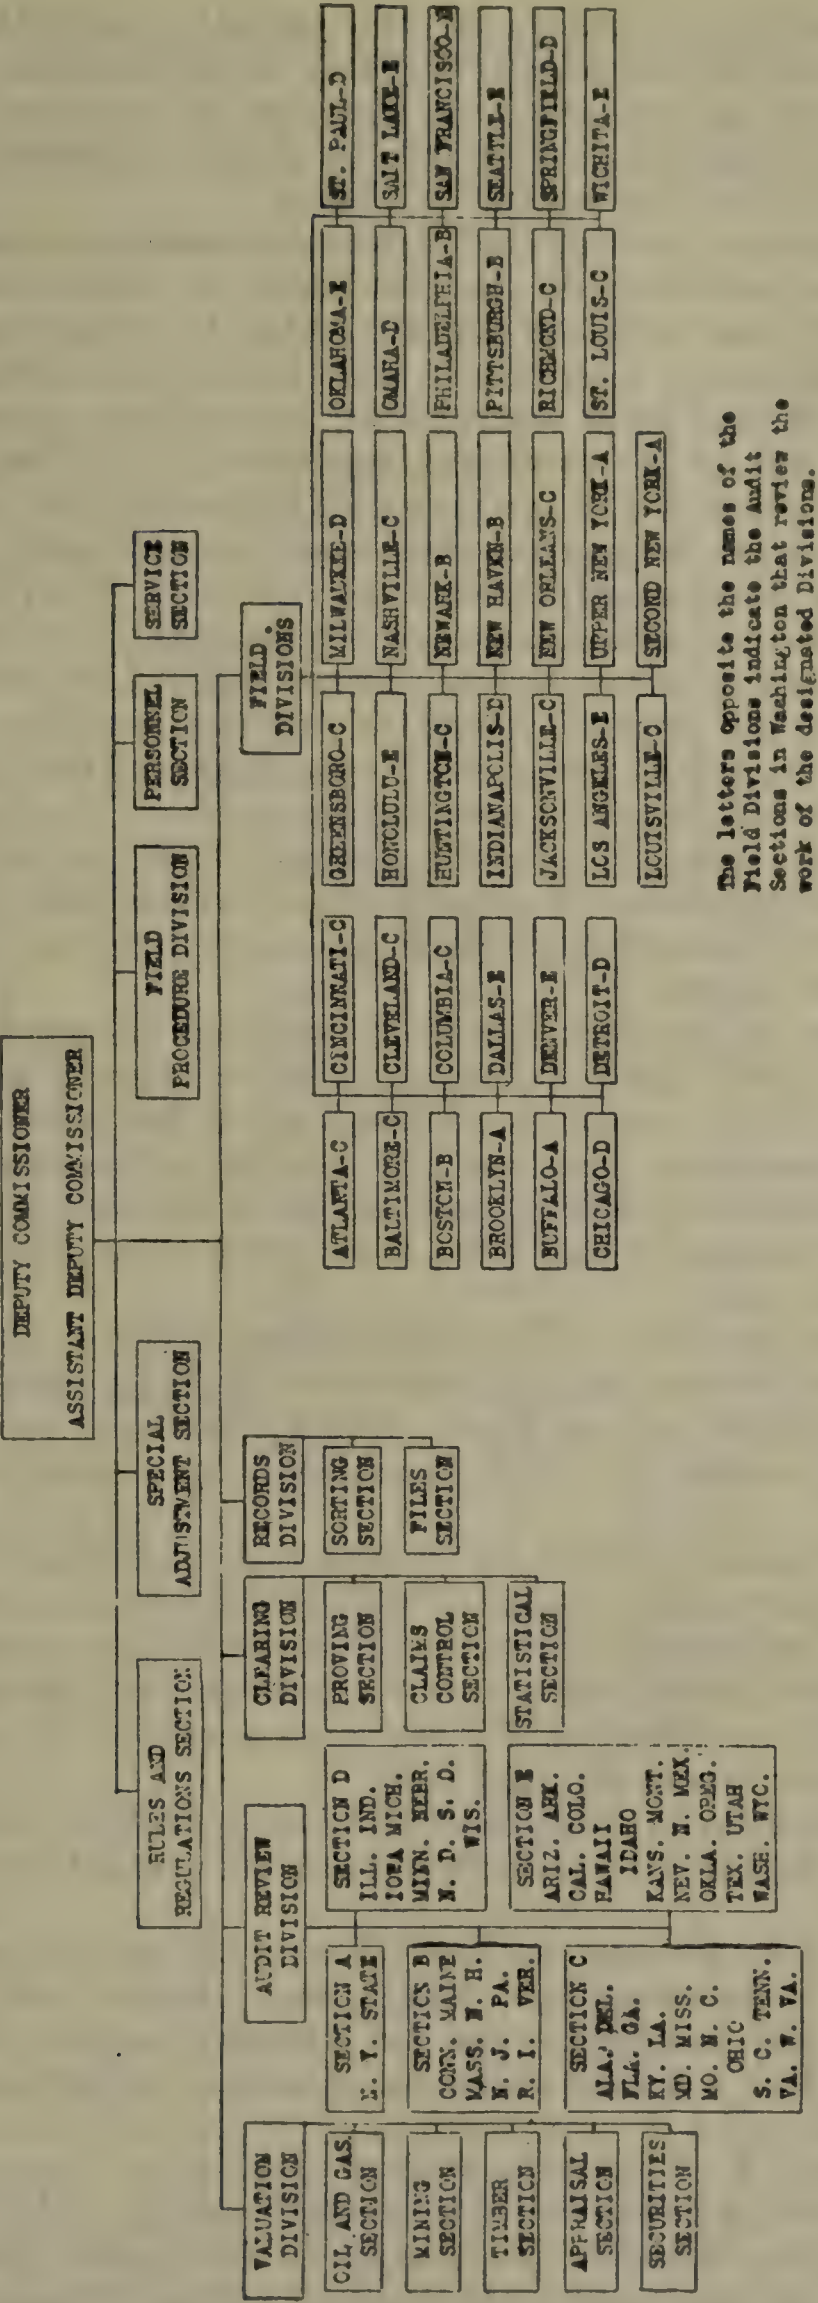 DEPUTY COMMISSIONER
ASSISTANT DEPUTY COMMISSIONER
RULES AND
REGULATIONS SECTION
SPECIAL
ADJUSTMENT SECTION
FIELD
PROCEDURE DIVISION
PERSONNEL
SECTION
SERVICE
SECTION
VALUATION
DIVISION
OIL AND GAS
SECTION
MINING
SECTION
TIMBER
SECTION
APPRAISAL
SECTION
SECURITIES
SECTION
AUDIT REVIEW
DIVISION
SECTION A
N. Y. STATE
SECTION B
CONN. MAINE
MASS. N. H.
N. J. PA.
R. I. VER.
SECTION C
ALA. DEL.
FLA. GA.
KY. LA.
MD. MISS.
MO. N. C.
OHIO
S. C. TENN.
VA. W. VA.
SECTION D
ILL. IND.
IOWA MICH.
MINN. NEBR.
N. D. S. D.
WIS.
SECTION E
ARIZ. ARK.
CAL. COLO.
HAWAII
IDAHO
KANS. MONT.
NEV. N. MEX.
OKLA. OREG.
TEX. UTAH
WASH. WYO.
CLEARING
DIVISION
PROVING
SECTION
CLAIMS
CONTROL
SECTION
STATISTICAL
SECTION
RECORDS
DIVISION
SORTING
SECTION
FILES
SECTION
FIELD
DIVISIONS
ATLANTA-C
BALTIMORE-C
BOSTON-B
BROOKLYN-A
BUFFALO-A
CHICAGO-D
CINCINNATI-C
CLEVELAND-C
COLUMBIA-C
DALLAS-E
DENVER-E
DETROIT-D
GREENSBORO-C
HONOLULU-E
HUNTINGTON-C
INDIANAPOLIS-D
JACKSONVILLE-C
LOS ANGELES-E
LOUISVILLE-C
MILWAUKEE-D
NASHVILLE-C
NEWARK-B
NEW HAVEN-B
NEW ORLEANS-C
UPPER NEW YORK-A
SECOND NEW YORK-A
OKLAHOMA-E
OMAHA-D
PHILADELPHIA-B
PITTSBURGH-B
RICHMOND-C
ST. LOUIS-C
ST. PAUL-D
SALT LAKE-E
SAN FRANCISCO-E
SEATTLE-E
SPRINGFIELD-D
WICHITA-E
The letters opposite the names of the
Field Divisions indicate the Audit
Sections in Washington that review the
work of the designated Divisions.